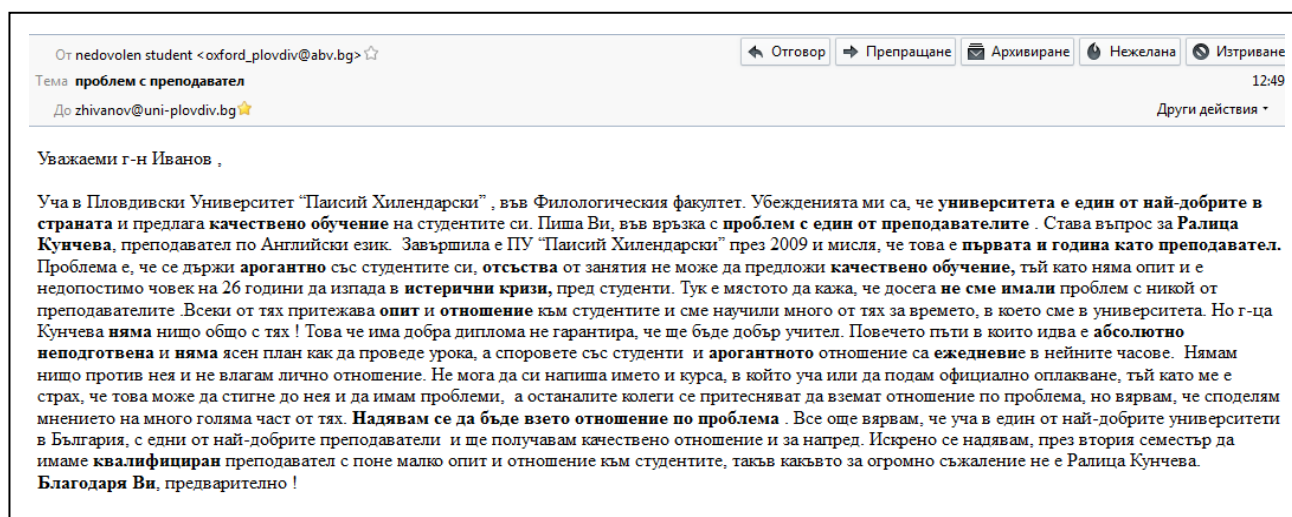 От nedovolen student <oxford_plovdiv@abv.bg> Отговор Препращане Архивиране Нежелана Изтриване
Тема проблем с преподавател 12:49
До zhivanov@uni-plovdiv.bg Други действия
Уважаеми г-н Иванов ,
Уча в Пловдивски Университет “Паисий Хилендарски” , във Филологическия факултет. Убежденията ми са, че университета е един от най-добрите в
страната и предлага качествено обучение на студентите си. Пиша Ви, във връзка с проблем с един от преподавателите . Става въпрос за Ралица
Кунчева, преподавател по Английски език. Завършила е ПУ “Паисий Хилендарски” през 2009 и мисля, че това е първата и година като преподавател.
Проблема е, че се държи арогантно със студентите си, отсъства от занятия не може да предложи качествено обучение, тъй като няма опит и е
недопостимо човек на 26 години да изпада в истерични кризи, пред студенти. Тук е мястото да кажа, че досега не сме имали проблем с никой от
преподавателите .Всеки от тях притежава опит и отношение към студентите и сме научили много от тях за времето, в което сме в университета. Но г-ца
Кунчева няма нищо общо с тях ! Това че има добра диплома не гарантира, че ще бъде добър учител. Повечето пъти в които идва е абсолютно
неподготвена и няма ясен план как да проведе урока, а споровете със студенти и арогантното отношение са ежедневие в нейните часове. Нямам
нищо против нея и не влагам лично отношение. Не мога да си напиша името и курса, в който уча или да подам официално оплакване, тъй като ме е
страх, че това може да стигне до нея и да имам проблеми, а останалите колеги се притесняват да вземат отношение по проблема, но вярвам, че споделям
мнението на много голяма част от тях. Надявам се да бъде взето отношение по проблема . Все още вярвам, че уча в един от най-добрите университети
в България, с едни от най-добрите преподаватели и ще получавам качествено отношение и за напред. Искрено се надявам, през втория семестър да
имаме квалифициран преподавател с поне малко опит и отношение към студентите, такъв какъвто за огромно съжаление не е Ралица Кунчева.
Благодаря Ви, предварително !